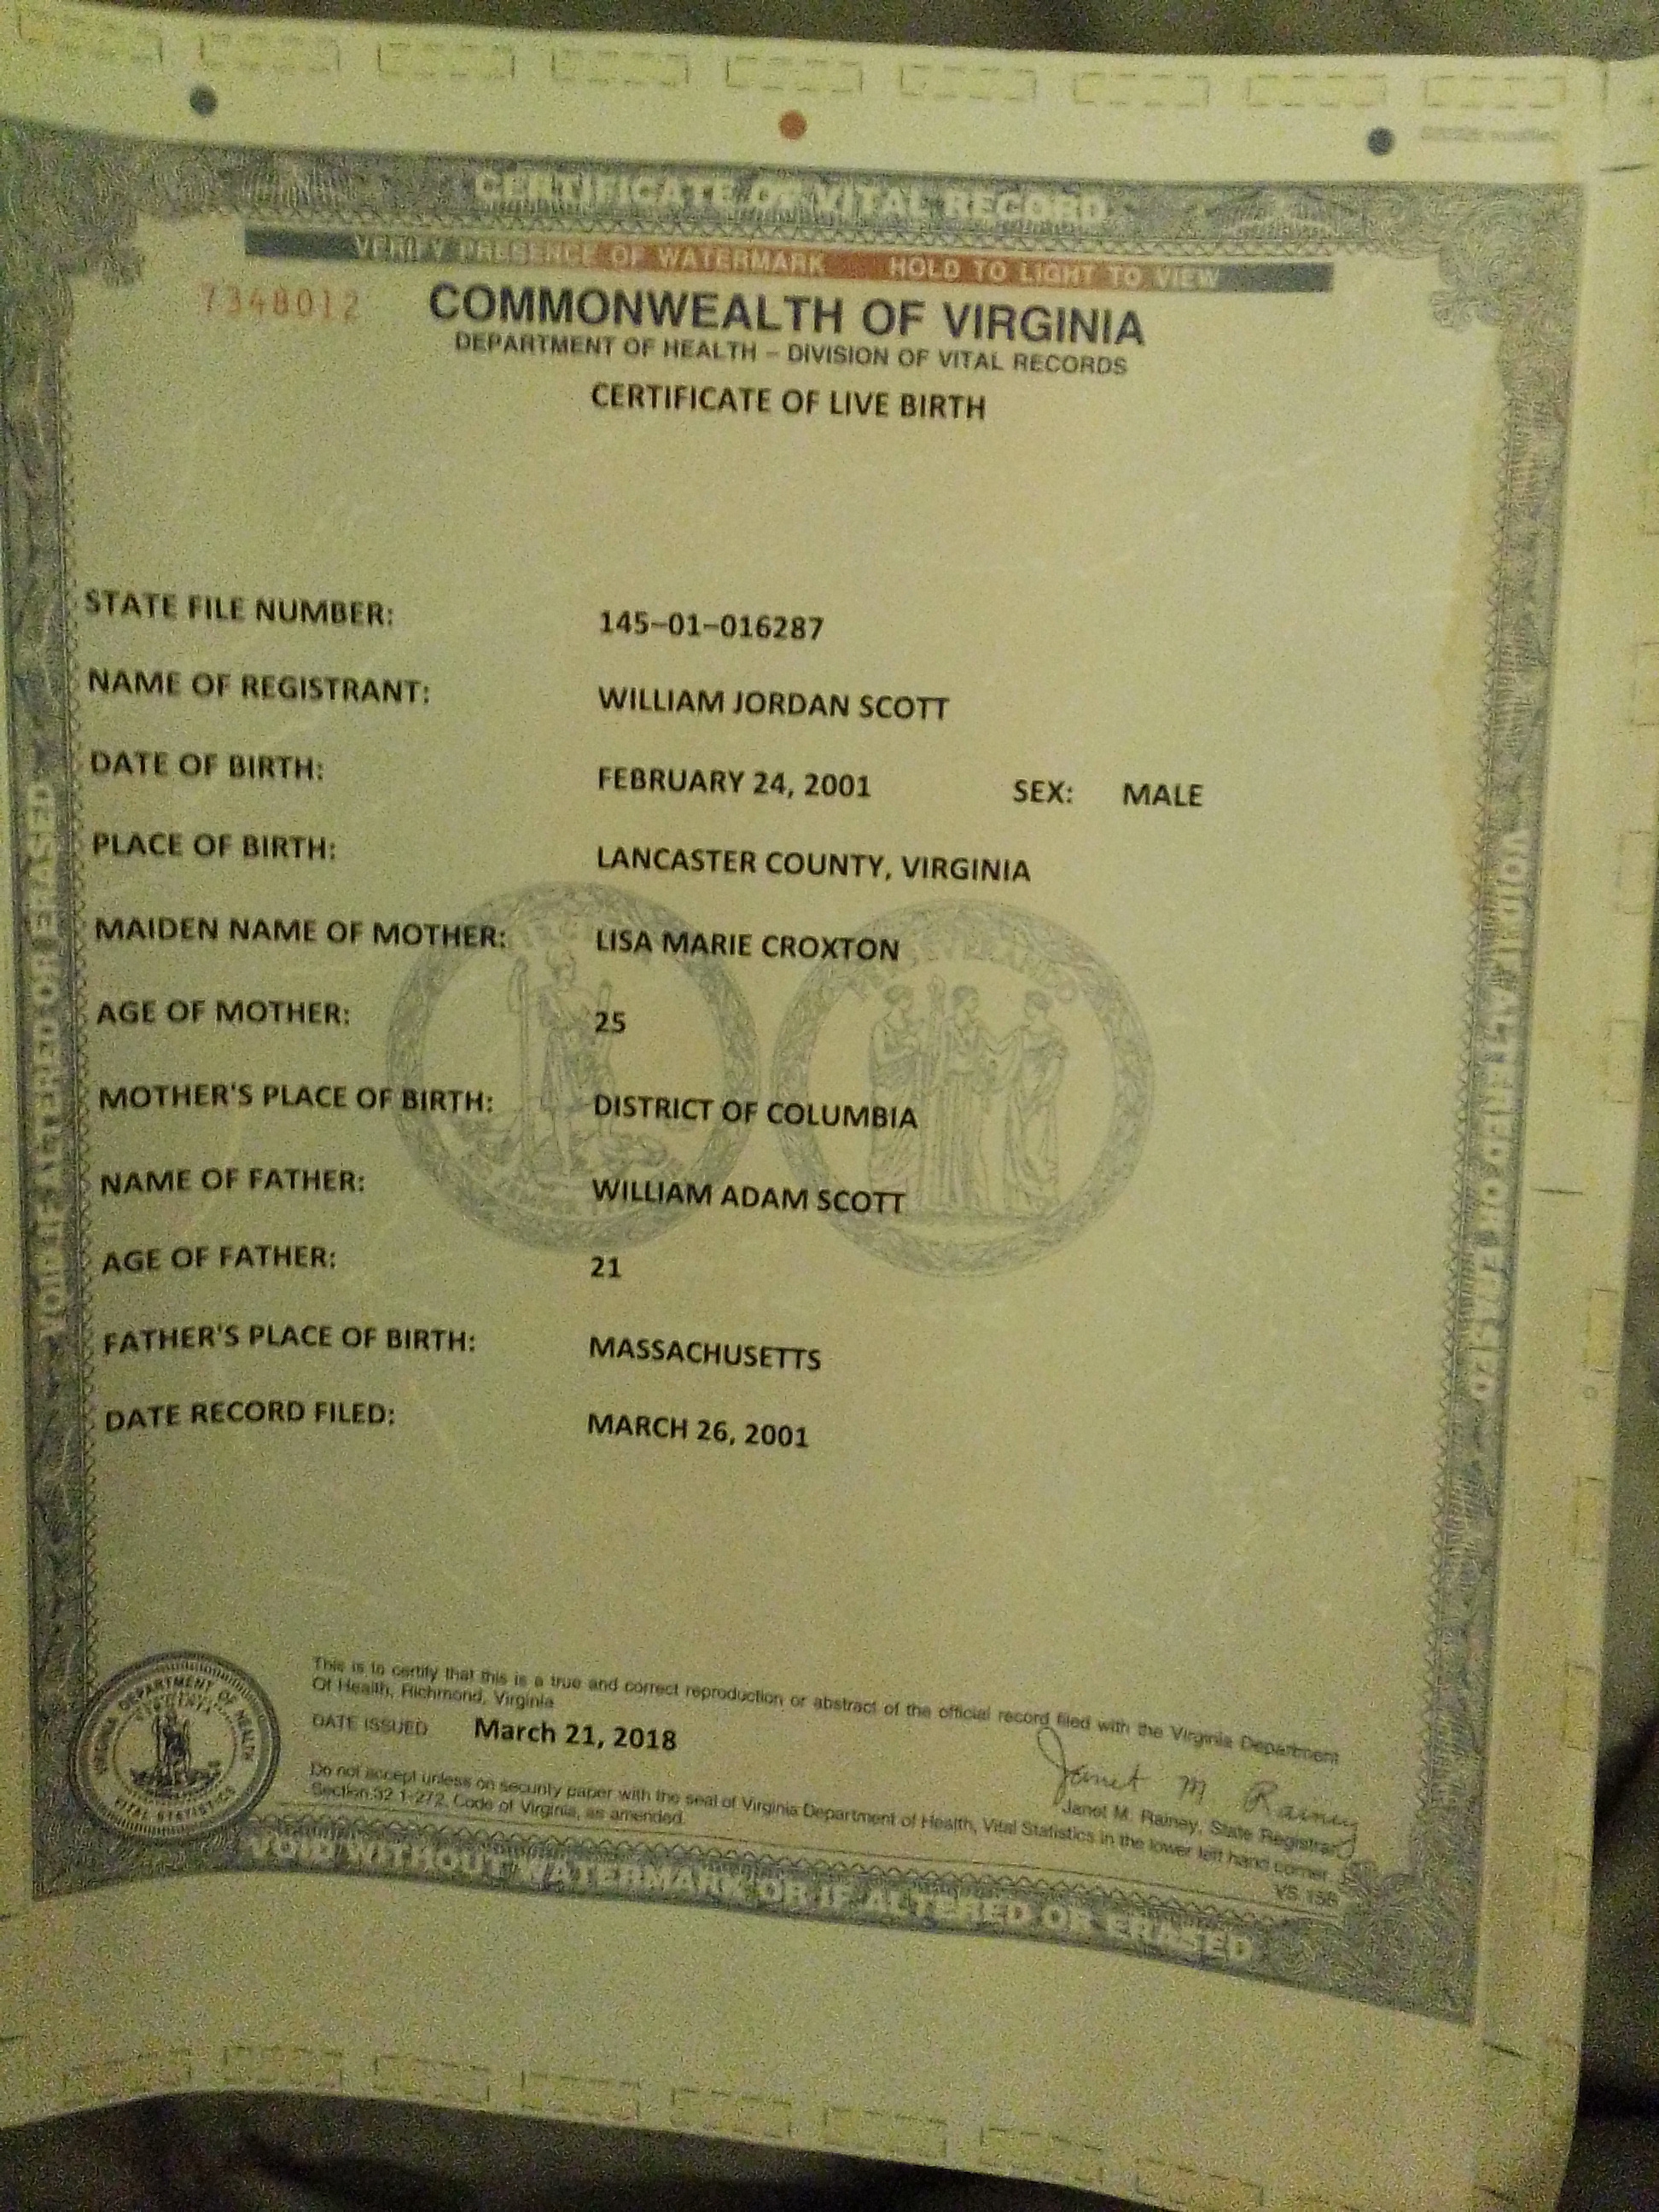 CERTIFICATE OF VITAL RECORD
VERIFY PRESENCE OF WATERMARK HOLD TO LIGHT TO VIEW
7348012
COMMONWEALTH OF VIRGINIA
DEPARTMENT OF HEALTH – DIVISION OF VITAL RECORDS
CERTIFICATE OF LIVE BIRTH
STATE FILE NUMBER: 145–01–016287
NAME OF REGISTRANT: WILLIAM JORDAN SCOTT
DATE OF BIRTH: FEBRUARY 24, 2001 SEX: MALE
PLACE OF BIRTH: LANCASTER COUNTY, VIRGINIA
MAIDEN NAME OF MOTHER: LISA MARIE CROXTON
AGE OF MOTHER: 25
MOTHER'S PLACE OF BIRTH: DISTRICT OF COLUMBIA
NAME OF FATHER: WILLIAM ADAM SCOTT
AGE OF FATHER: 21
FATHER'S PLACE OF BIRTH: MASSACHUSETTS
DATE RECORD FILED: MARCH 26, 2001
VOID IF ALTERED OR ERASED
VOID IF ALTERED OR ERASED
This is to certify that this is a true and correct reproduction or abstract of the official record filed with the Virginia Department
Of Health, Richmond, Virginia
DATE ISSUED March 21, 2018
Janet M Rainey
Janet M. Rainey, State Registrar
Do not accept unless on security paper with the seal of Virginia Department of Health, Vital Statistics in the lower left hand corner.
Section 32.1-272, Code of Virginia, as amended.
VS 15B
VIRGINIA DEPARTMENT OF HEALTH
VITAL STATISTICS
VOID WITHOUT WATERMARK OR IF ALTERED OR ERASED